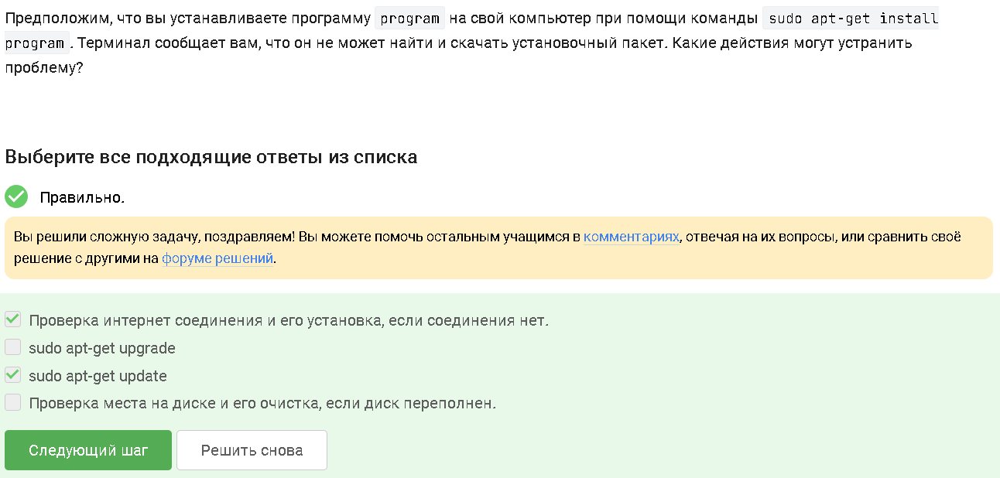 Предположим, что вы устанавливаете программу program на свой компьютер при помощи команды sudo apt-get install
program. Терминал сообщает вам, что он не может найти и скачать установочный пакет. Какие действия могут устранить
проблему?
Выберите все подходящие ответы из списка
Правильно.
Вы решили сложную задачу, поздравляем! Вы можете помочь остальным учащимся в комментариях, отвечая на их вопросы, или сравнить своё
решение с другими на форуме решений.
Проверка интернет соединения и его установка, если соединения нет.
sudo apt-get upgrade
sudo apt-get update
Проверка места на диске и его очистка, если диск переполнен.
Следующий шаг
Решить снова